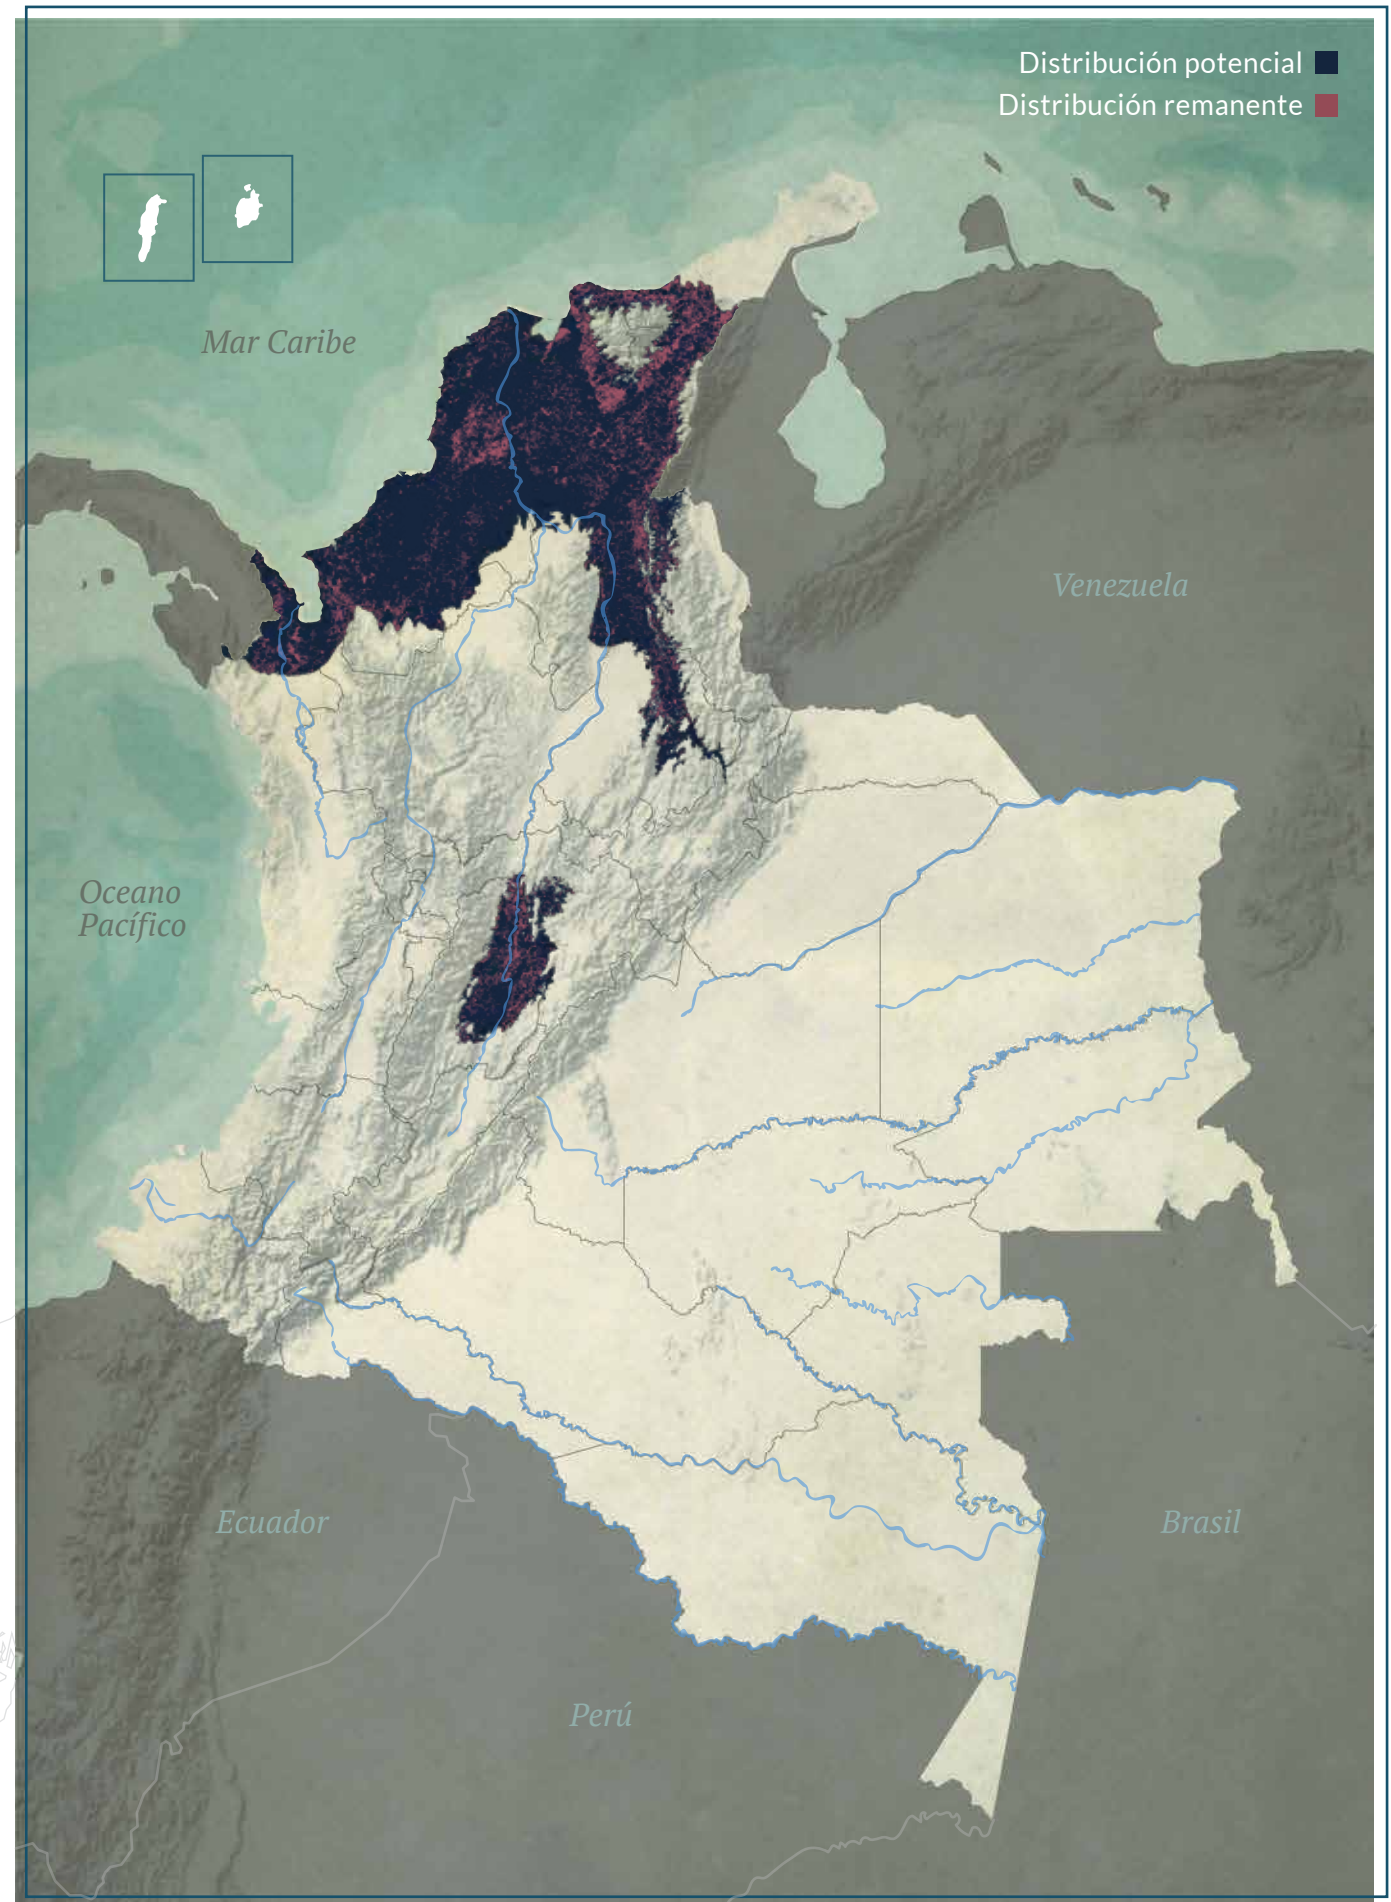 Distribución potencial
Distribución remanente
Mar Caribe
Venezuela
Oceano
Pacífico
Ecuador
Brasil
Perú